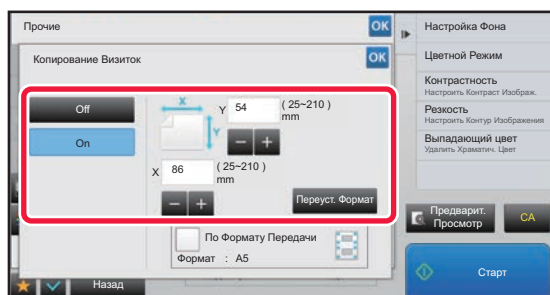 Прочие
OK
Копирование Визиток
OK
Off
On
X
Y
Y 54 ( 25~210 )
mm
− +
X 86 ( 25~210 )
mm
− +
Переуст. Формат
По Формату Передачи
Формат : A5
Назад
Настройка Фона
Цветной Режим
Контрастность
Настроить Контраст Изображ.
Резкость
Настроить Контур Изображения
Выпадающий цвет
Удалить Храматич. Цвет
Предварит.
Просмотр
CA
Старт